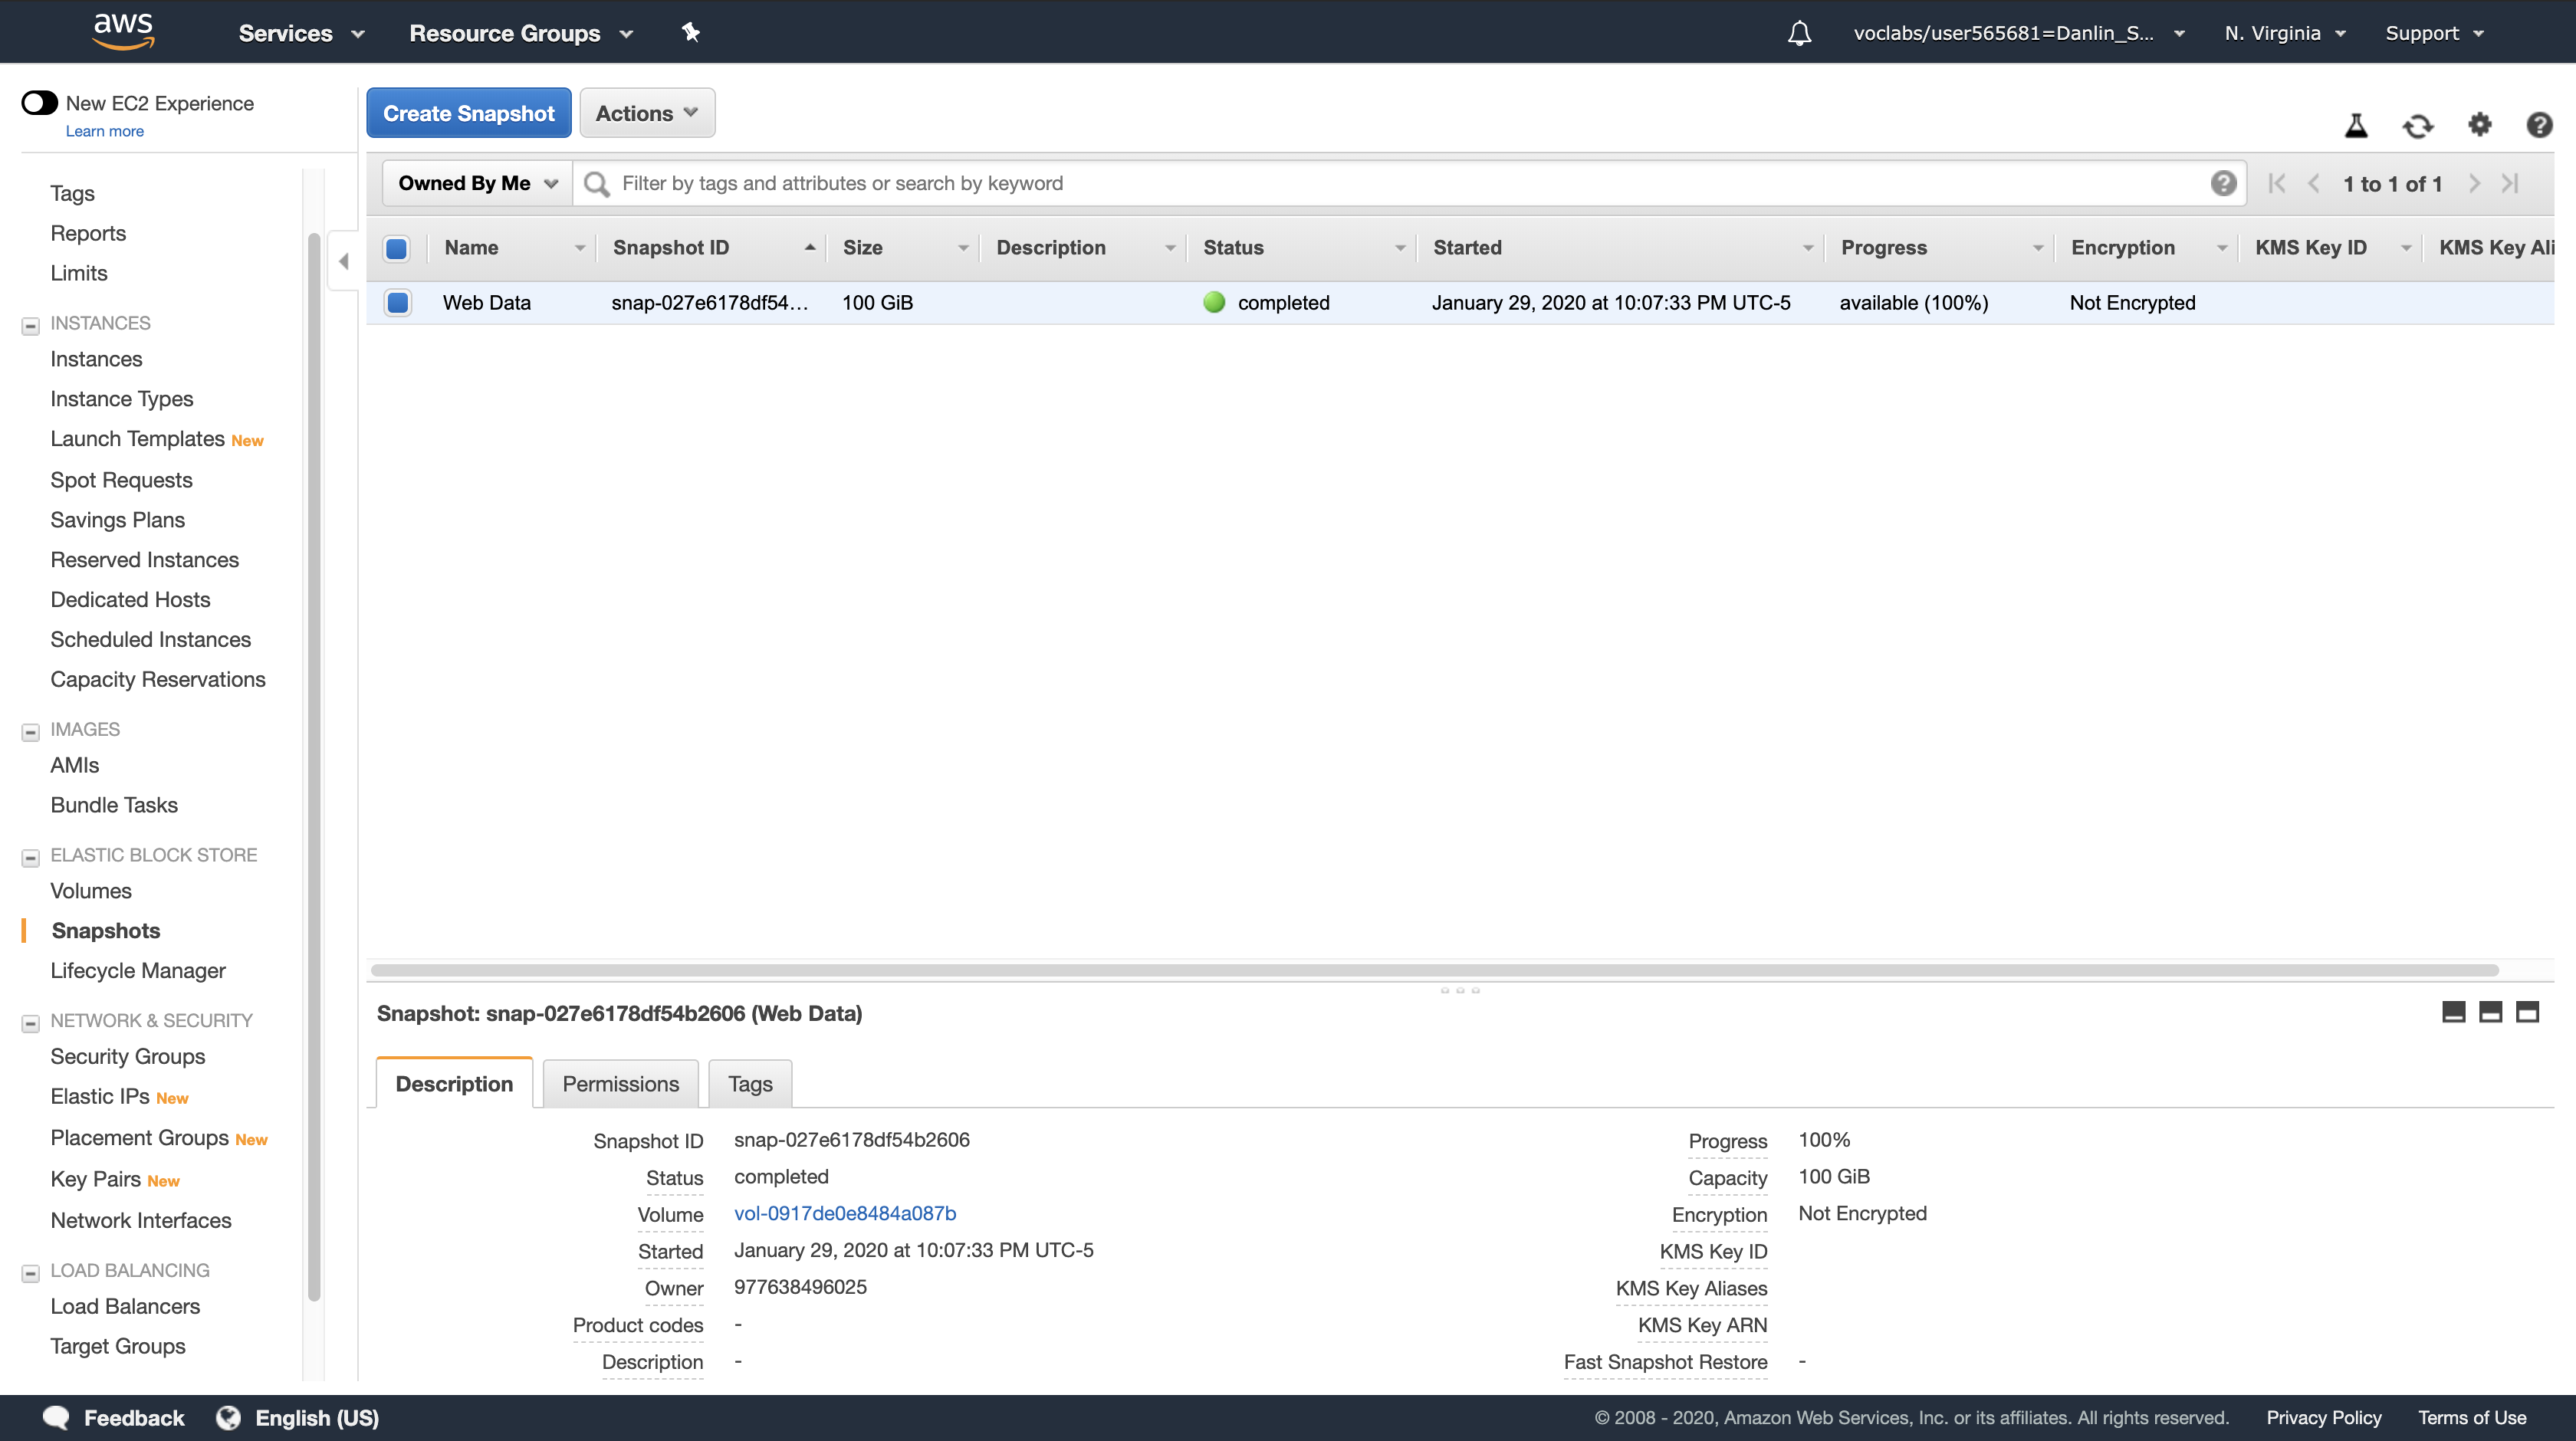 aws Services Resource Groups voclabs/user565681=Danlin_S... N. Virginia Support
New EC2 Experience
Learn more
Tags
Reports
Limits
INSTANCES
Instances
Instance Types
Launch Templates New
Spot Requests
Savings Plans
Reserved Instances
Dedicated Hosts
Scheduled Instances
Capacity Reservations
IMAGES
AMIs
Bundle Tasks
ELASTIC BLOCK STORE
Volumes
Snapshots
Lifecycle Manager
NETWORK & SECURITY
Security Groups
Elastic IPs New
Placement Groups New
Key Pairs New
Network Interfaces
LOAD BALANCING
Load Balancers
Target Groups
Create Snapshot Actions
Owned By Me Filter by tags and attributes or search by keyword 1 to 1 of 1
Name Snapshot ID Size Description Status Started Progress Encryption KMS Key ID KMS Key Ali
Web Data snap-027e6178df54... 100 GiB completed January 29, 2020 at 10:07:33 PM UTC-5 available (100%) Not Encrypted
Snapshot: snap-027e6178df54b2606 (Web Data)
Description Permissions Tags
Snapshot ID snap-027e6178df54b2606
Status completed
Volume vol-0917de0e8484a087b
Started January 29, 2020 at 10:07:33 PM UTC-5
Owner 977638496025
Product codes -
Description -
Progress 100%
Capacity 100 GiB
Encryption Not Encrypted
KMS Key ID
KMS Key Aliases
KMS Key ARN
Fast Snapshot Restore -
Feedback English (US) © 2008 - 2020, Amazon Web Services, Inc. or its affiliates. All rights reserved. Privacy Policy Terms of Use